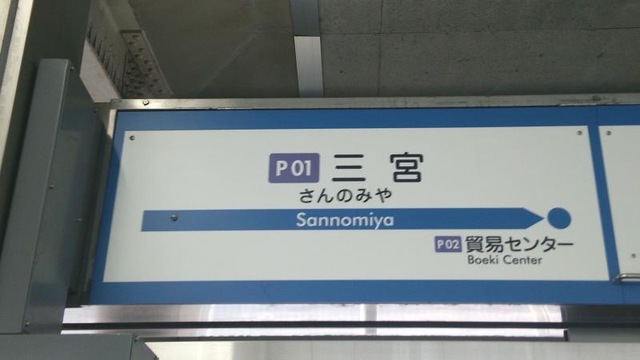 P01 三宮
さんのみや
Sannomiya
P02 貿易センター
Boeki Center